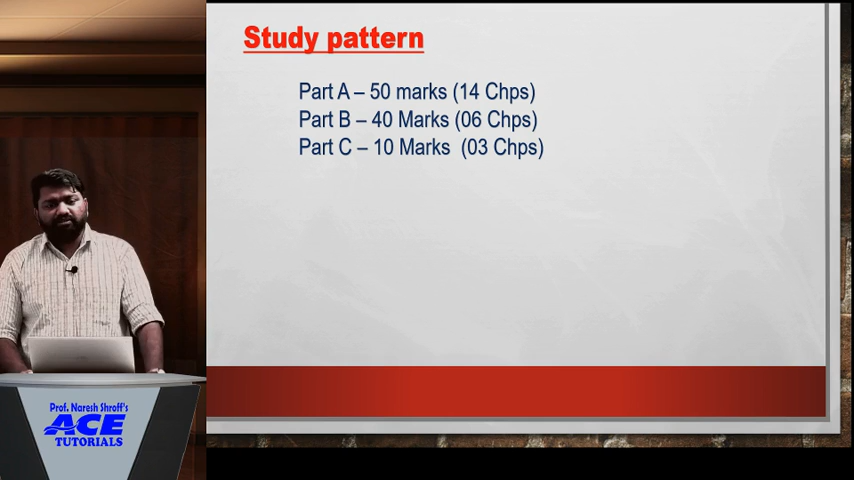 Study pattern
Part A – 50 marks (14 Chps)
Part B – 40 Marks (06 Chps)
Part C – 10 Marks (03 Chps)
Prof. Naresh Shroff's
ACE
TUTORIALS